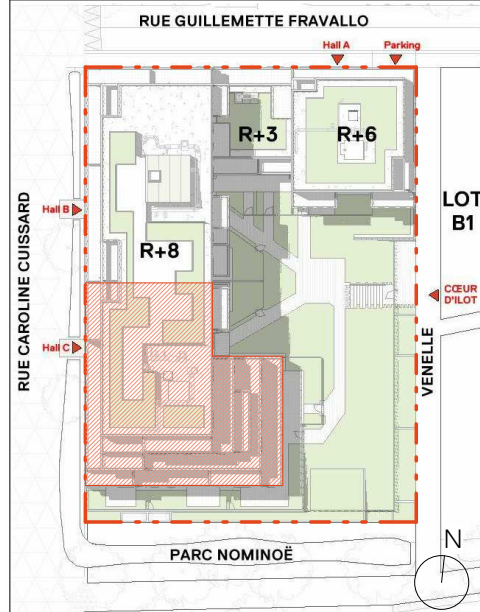 RUE GUILLEMETTE FRAVALLO
Hall A
Parking
R+3
R+6
LOT
B1
Hall B
R+8
CŒUR
D'ILOT
RUE CAROLINE CUISSARD
Hall C
VENELLE
PARC NOMINOË
N